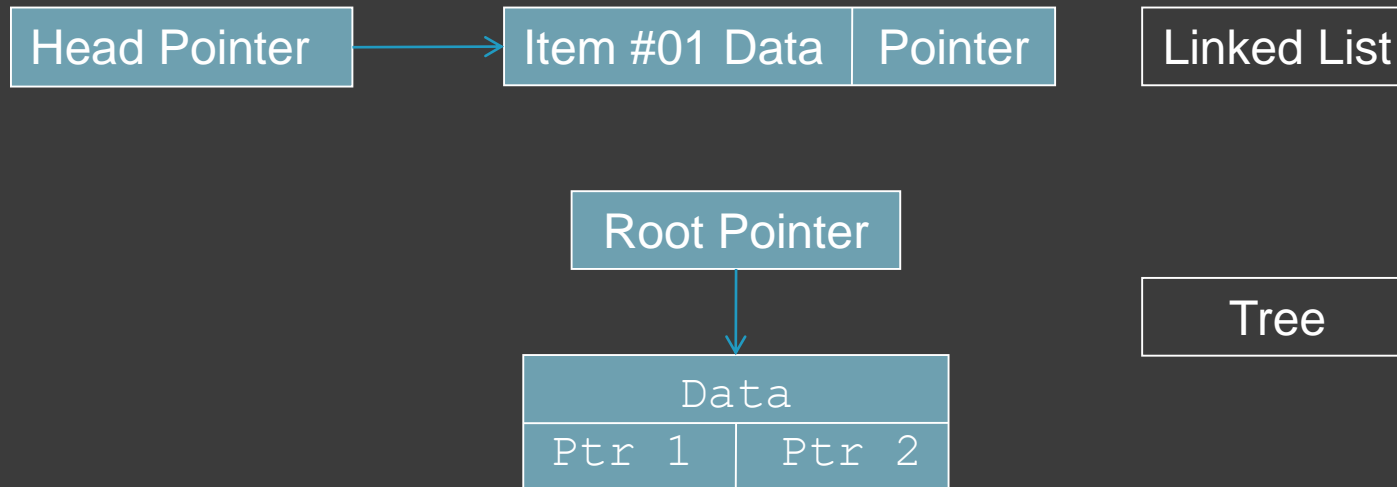 Head Pointer
Item #01 Data
Pointer
Linked List
Root Pointer
Tree
Data
Ptr 1
Ptr 2